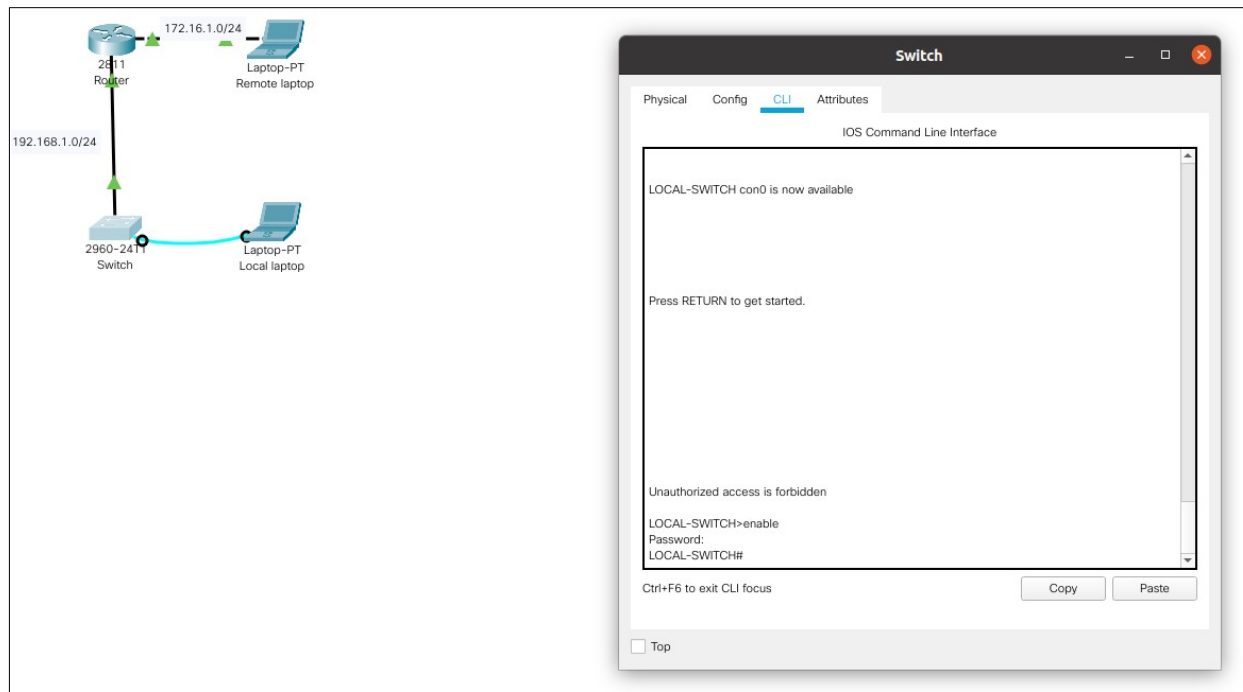 172.16.1.0/24
2811
Router
Laptop-PT
Remote laptop
192.168.1.0/24
2960-24TT
Switch
Laptop-PT
Local laptop
Switch
Physical Config CLI Attributes
IOS Command Line Interface
LOCAL-SWITCH con0 is now available
Press RETURN to get started.
Unauthorized access is forbidden
LOCAL-SWITCH>enable
Password:
LOCAL-SWITCH#
Ctrl+F6 to exit CLI focus
Copy Paste
Top